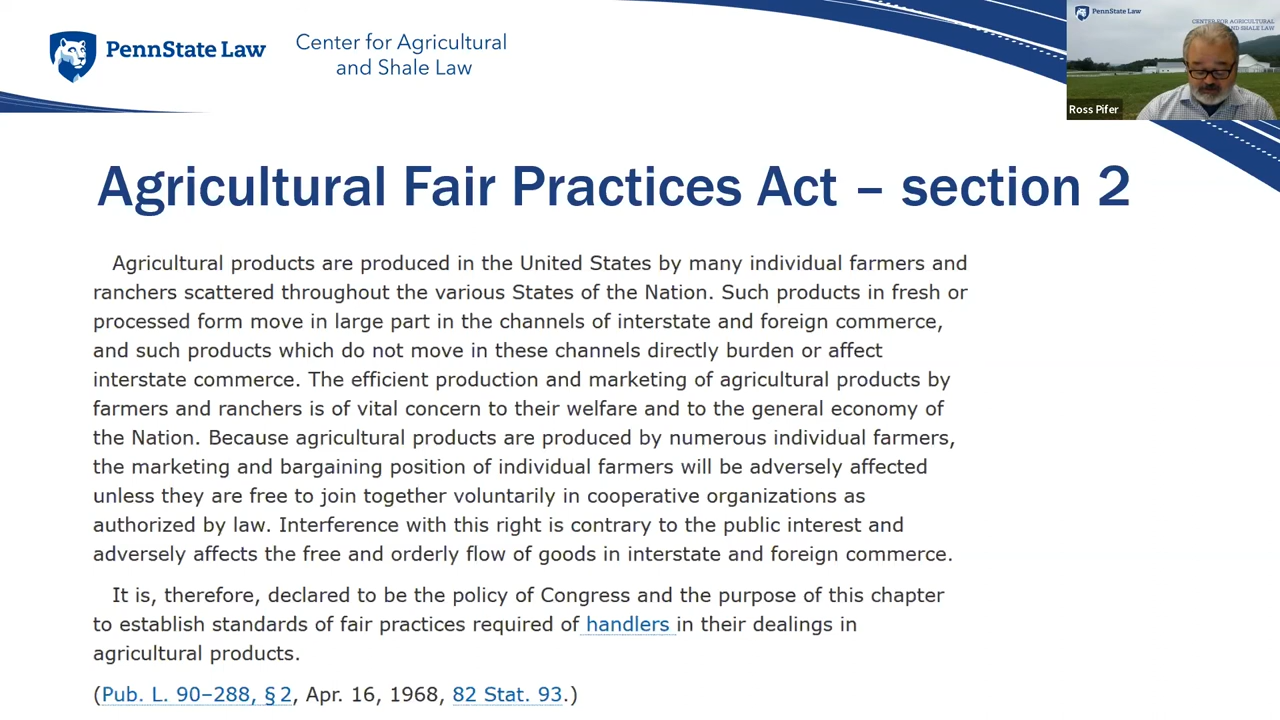 PennState Law
Center for Agricultural
and Shale Law
PennState Law
CENTER FOR AGRICULTURAL
AND SHALE LAW
Ross Pifer
Agricultural Fair Practices Act – section 2
Agricultural products are produced in the United States by many individual farmers and
ranchers scattered throughout the various States of the Nation. Such products in fresh or
processed form move in large part in the channels of interstate and foreign commerce,
and such products which do not move in these channels directly burden or affect
interstate commerce. The efficient production and marketing of agricultural products by
farmers and ranchers is of vital concern to their welfare and to the general economy of
the Nation. Because agricultural products are produced by numerous individual farmers,
the marketing and bargaining position of individual farmers will be adversely affected
unless they are free to join together voluntarily in cooperative organizations as
authorized by law. Interference with this right is contrary to the public interest and
adversely affects the free and orderly flow of goods in interstate and foreign commerce.
It is, therefore, declared to be the policy of Congress and the purpose of this chapter
to establish standards of fair practices required of handlers in their dealings in
agricultural products.
(Pub. L. 90–288, § 2, Apr. 16, 1968, 82 Stat. 93.)